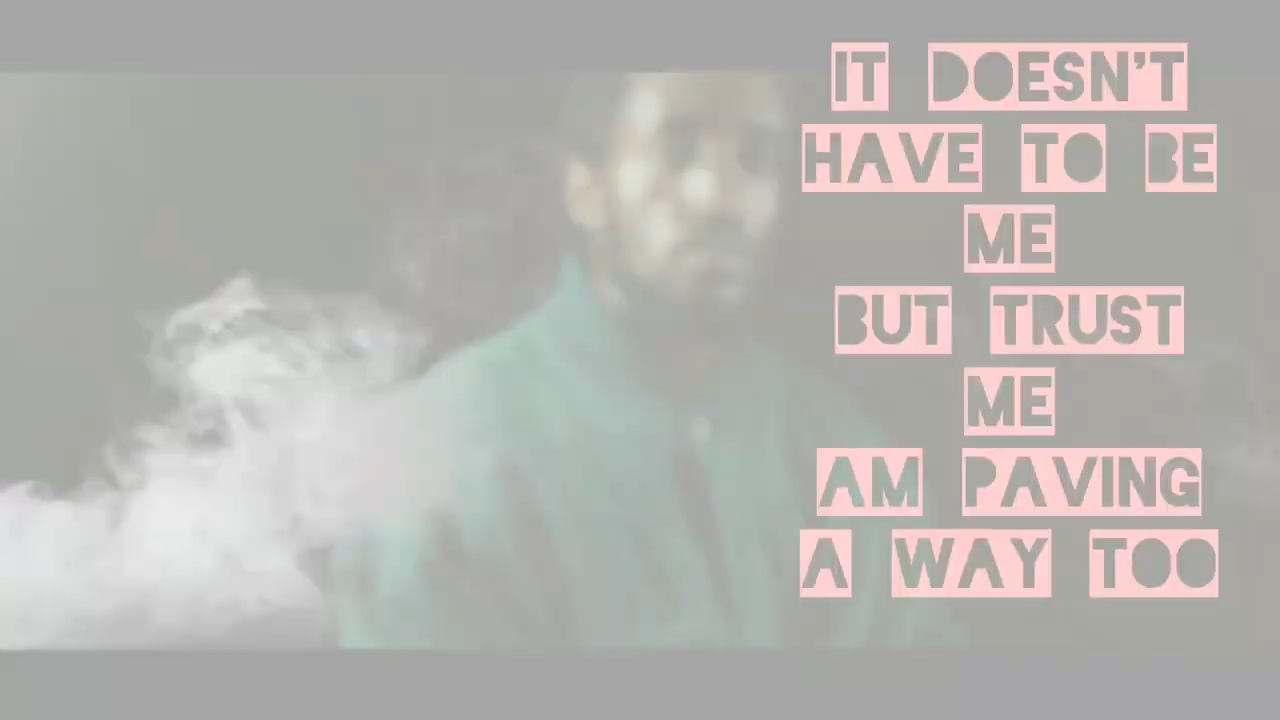 IT DOESN'T
HAVE TO BE
ME
BUT TRUST
ME
AM PAVING
A WAY TOO